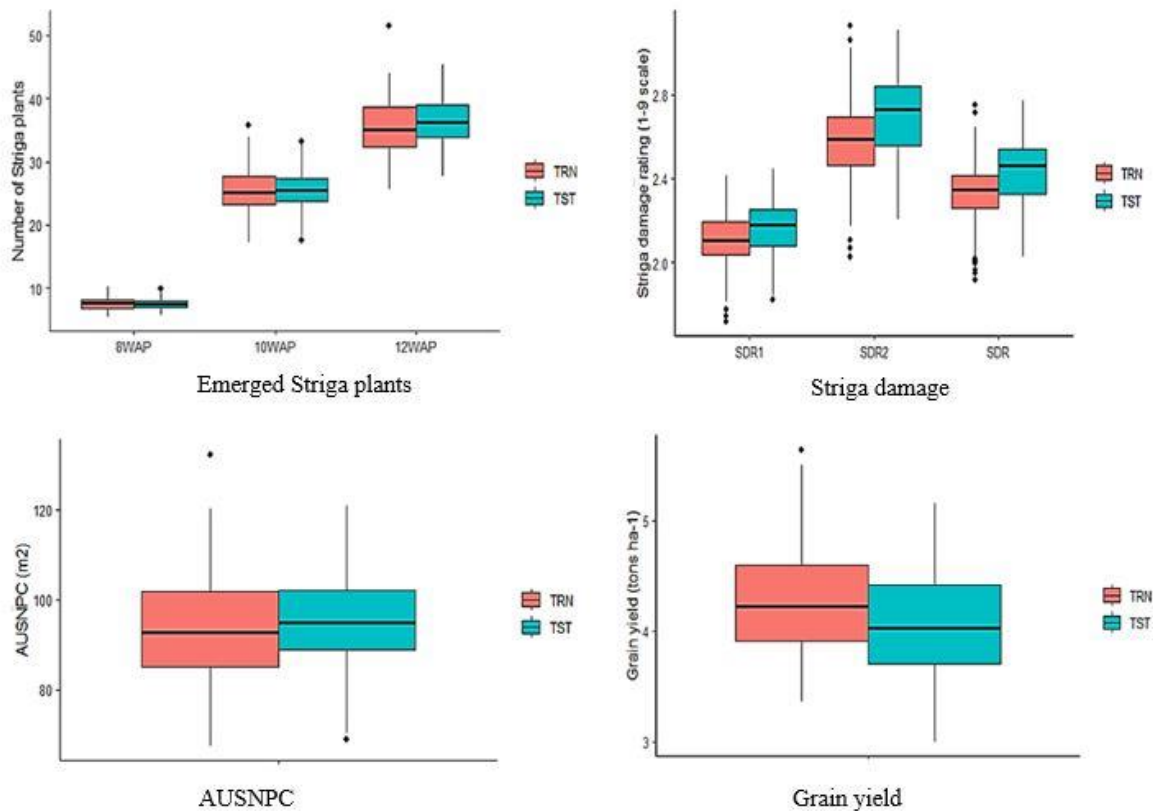 Number of Striga plants
50
40
30
20
10
8WAP 10WAP 12WAP
TRN
TST
Emerged Striga plants
Striga damage rating (1-9 scale)
2.8
2.4
2.0
SDR1 SDR2 SDR
TRN
TST
Striga damage
AUSNPC (m2)
120
100
80
TRN
TST
AUSNPC
Grain yield (tons ha-1)
5
4
3
TRN
TST
Grain yield